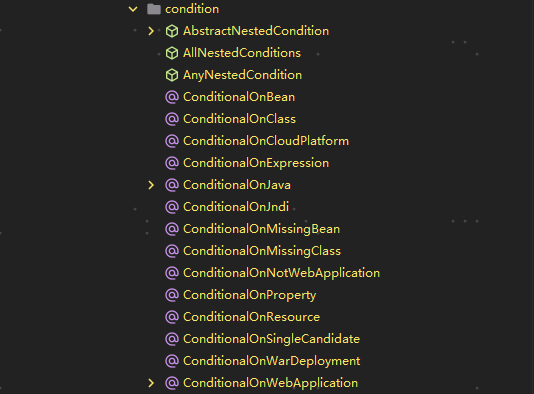 condition
AbstractNestedCondition
AllNestedConditions
AnyNestedCondition
ConditionalOnBean
ConditionalOnClass
ConditionalOnCloudPlatform
ConditionalOnExpression
ConditionalOnJava
ConditionalOnJndi
ConditionalOnMissingBean
ConditionalOnMissingClass
ConditionalOnNotWebApplication
ConditionalOnProperty
ConditionalOnResource
ConditionalOnSingleCandidate
ConditionalOnWarDeployment
ConditionalOnWebApplication